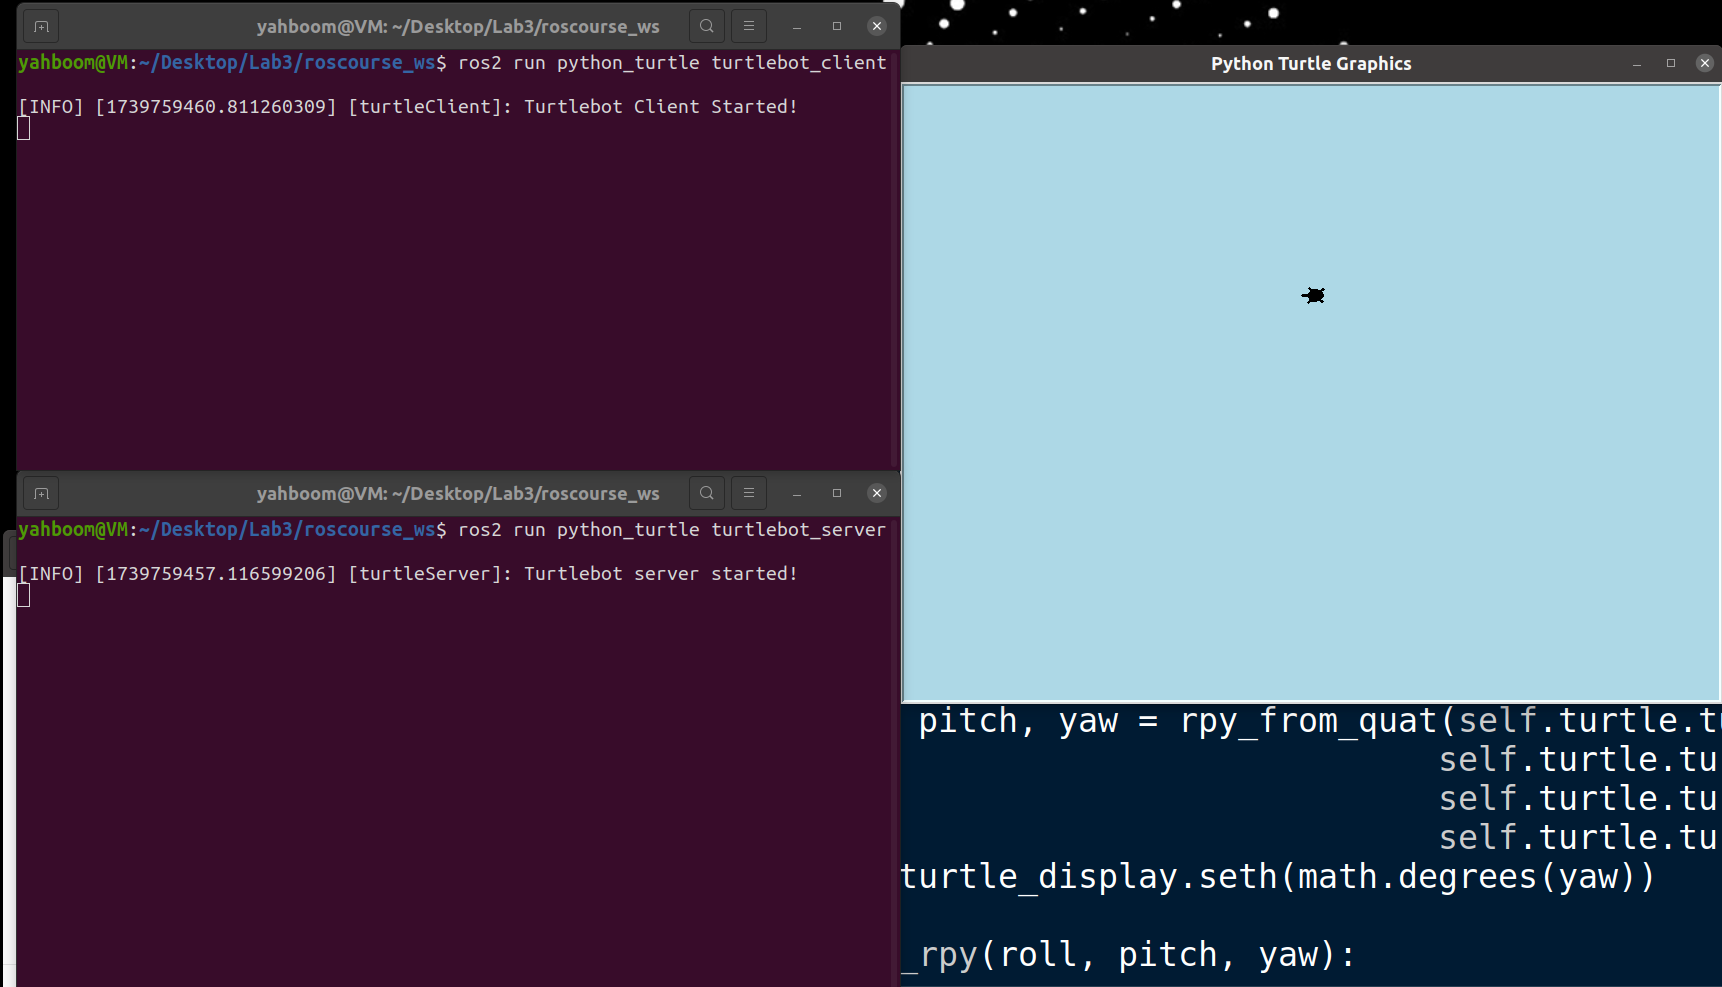 yahboom@VM: ~/Desktop/Lab3/roscourse_ws
yahboom@VM:~/Desktop/Lab3/roscourse_ws$ ros2 run python_turtle turtlebot_client
[INFO] [1739759460.811260309] [turtleClient]: Turtlebot Client Started!
yahboom@VM: ~/Desktop/Lab3/roscourse_ws
yahboom@VM:~/Desktop/Lab3/roscourse_ws$ ros2 run python_turtle turtlebot_server
[INFO] [1739759457.116599206] [turtleServer]: Turtlebot server started!
Python Turtle Graphics
pitch, yaw = rpy_from_quat(self.turtle.tu
self.turtle.tu
self.turtle.tu
self.turtle.tu
turtle_display.seth(math.degrees(yaw))
_rpy(roll, pitch, yaw):